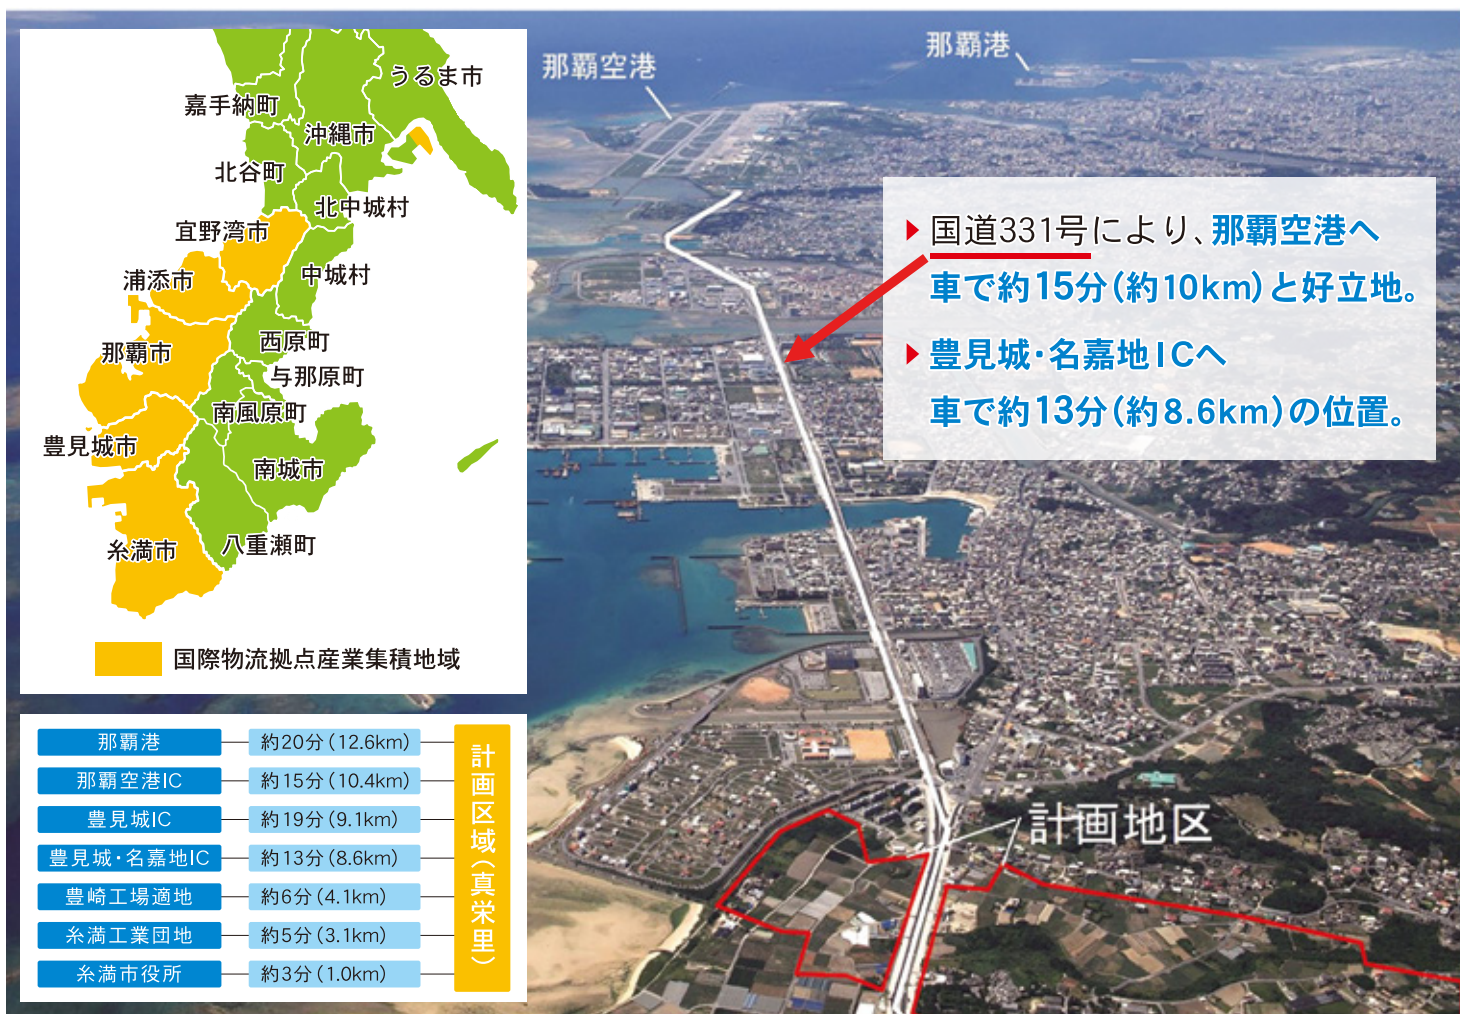 那覇空港
那覇港
うるま市
嘉手納町
沖縄市
北谷町
北中城村
宜野湾市
中城村
浦添市
西原町
那覇市
与那原町
南風原町
豊見城市
南城市
糸満市
八重瀬町
国際物流拠点産業集積地域
国道331号により、那覇空港へ
車で約15分(約10km)と好立地。
豊見城・名嘉地ICへ
車で約13分(約8.6km)の位置。
計画地区
那覇港 約20分(12.6km)
那覇空港IC 約15分(10.4km)
豊見城IC 約19分(9.1km)
豊見城・名嘉地IC 約13分(8.6km)
豊崎工場適地 約6分(4.1km)
糸満工業団地 約5分(3.1km)
糸満市役所 約3分(1.0km)
計画区域(真栄里)